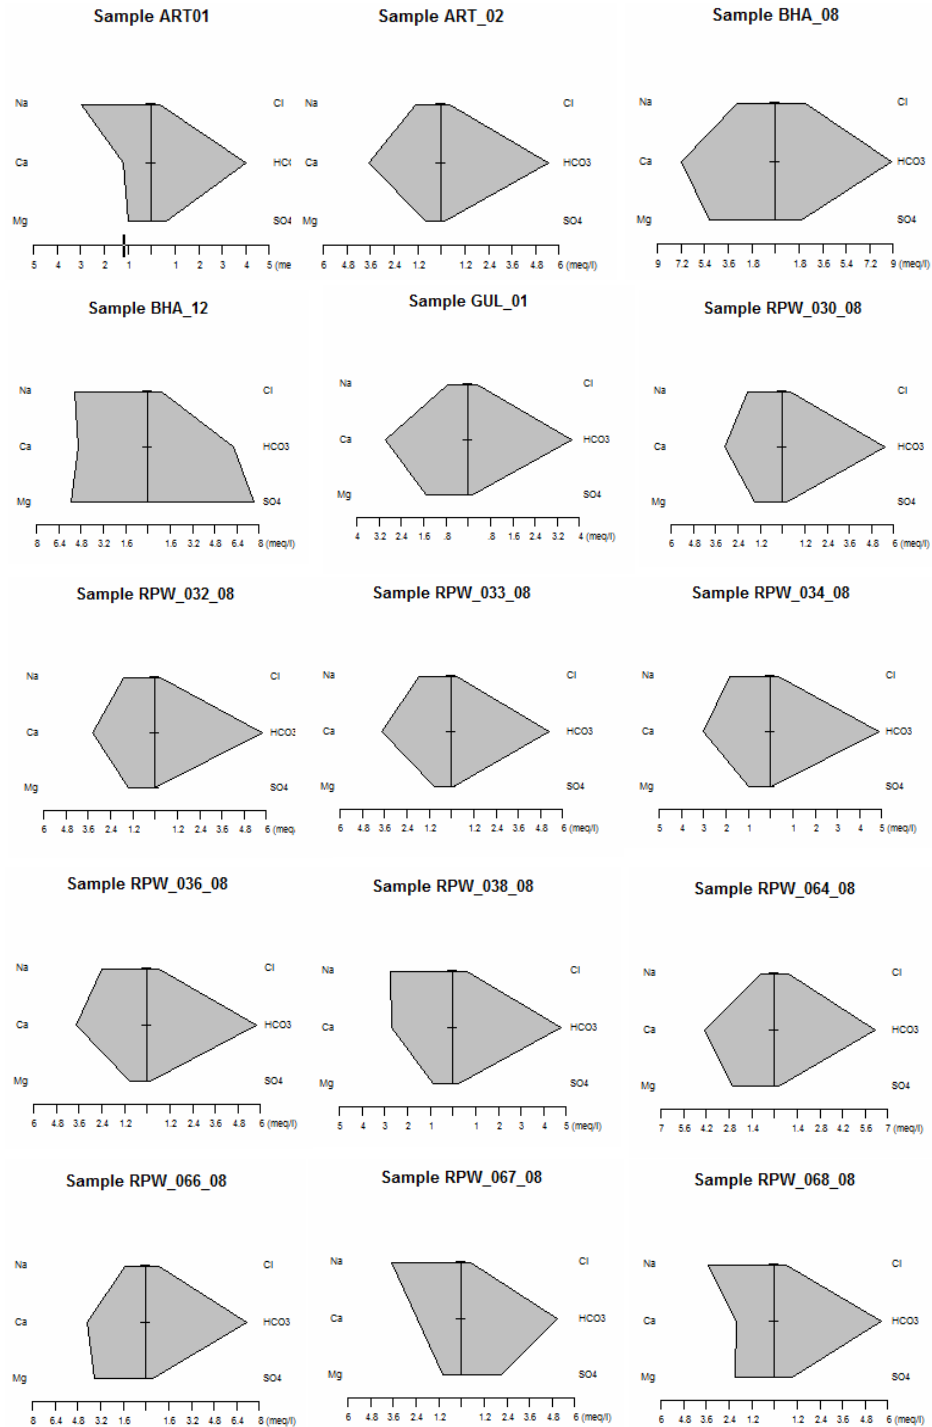 Sample ART01 Sample ART_02 Sample BHA_08
Na Cl Na Cl Na Cl
Ca HC( Ca HCO3 Ca HCO3
Mg SO4 Mg SO4 Mg SO4
5 4 3 2 1 1 2 3 4 5 (me 6 4.8 3.6 2.4 1.2 1.2 2.4 3.6 4.8 6 (meq/l) 9 7.2 5.4 3.6 1.8 1.8 3.6 5.4 7.2 9 (meq/l)
Sample BHA_12 Sample GUL_01 Sample RPW_030_08
Na Cl Na Cl Na Cl
Ca HCO3 Ca HCO3 Ca HCO3
Mg SO4 Mg SO4 Mg SO4
8 6.4 4.8 3.2 1.6 1.6 3.2 4.8 6.4 8 (meq/l) 4 3.2 2.4 1.6 .8 .8 1.6 2.4 3.2 4 (meq/l) 6 4.8 3.6 2.4 1.2 1.2 2.4 3.6 4.8 6 (meq/l)
Sample RPW_032_08 Sample RPW_033_08 Sample RPW_034_08
Na Cl Na Cl Na Cl
Ca HCO3 Ca HCO3 Ca HCO3
Mg SO4 Mg SO4 Mg SO4
6 4.8 3.6 2.4 1.2 1.2 2.4 3.6 4.8 6 (meq/l) 6 4.8 3.6 2.4 1.2 1.2 2.4 3.6 4.8 6 (meq/l) 5 4 3 2 1 1 2 3 4 5 (meq/l)
Sample RPW_036_08 Sample RPW_038_08 Sample RPW_064_08
Na Cl Na Cl Na Cl
Ca HCO3 Ca HCO3 Ca HCO3
Mg SO4 Mg SO4 Mg SO4
6 4.8 3.6 2.4 1.2 1.2 2.4 3.6 4.8 6 (meq/l) 5 4 3 2 1 1 2 3 4 5 (meq/l) 7 5.6 4.2 2.8 1.4 1.4 2.8 4.2 5.6 7 (meq/l)
Sample RPW_066_08 Sample RPW_067_08 Sample RPW_068_08
Na Cl Na Cl Na Cl
Ca HCO3 Ca HCO3 Ca HCO3
Mg SO4 Mg SO4 Mg SO4
8 6.4 4.8 3.2 1.6 1.6 3.2 4.8 6.4 8 (meq/l) 6 4.8 3.6 2.4 1.2 1.2 2.4 3.6 4.8 6 (meq/l) 6 4.8 3.6 2.4 1.2 1.2 2.4 3.6 4.8 6 (meq/l)